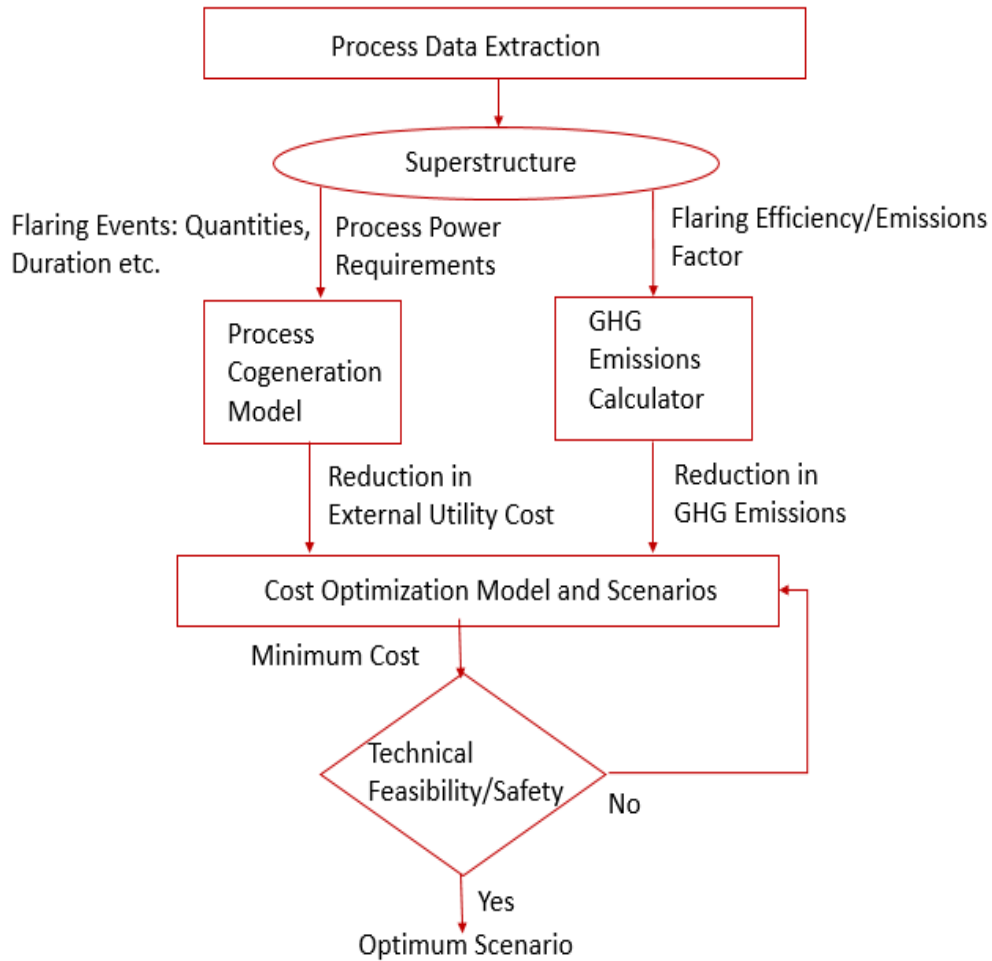 Process Data Extraction
Superstructure
Flaring Events: Quantities,
Duration etc.
Process Power
Requirements
Flaring Efficiency/Emissions
Factor
Process
Cogeneration
Model
GHG
Emissions
Calculator
Reduction in
External Utility Cost
Reduction in
GHG Emissions
Cost Optimization Model and Scenarios
Minimum Cost
Technical
Feasibility/Safety
No
Yes
Optimum Scenario